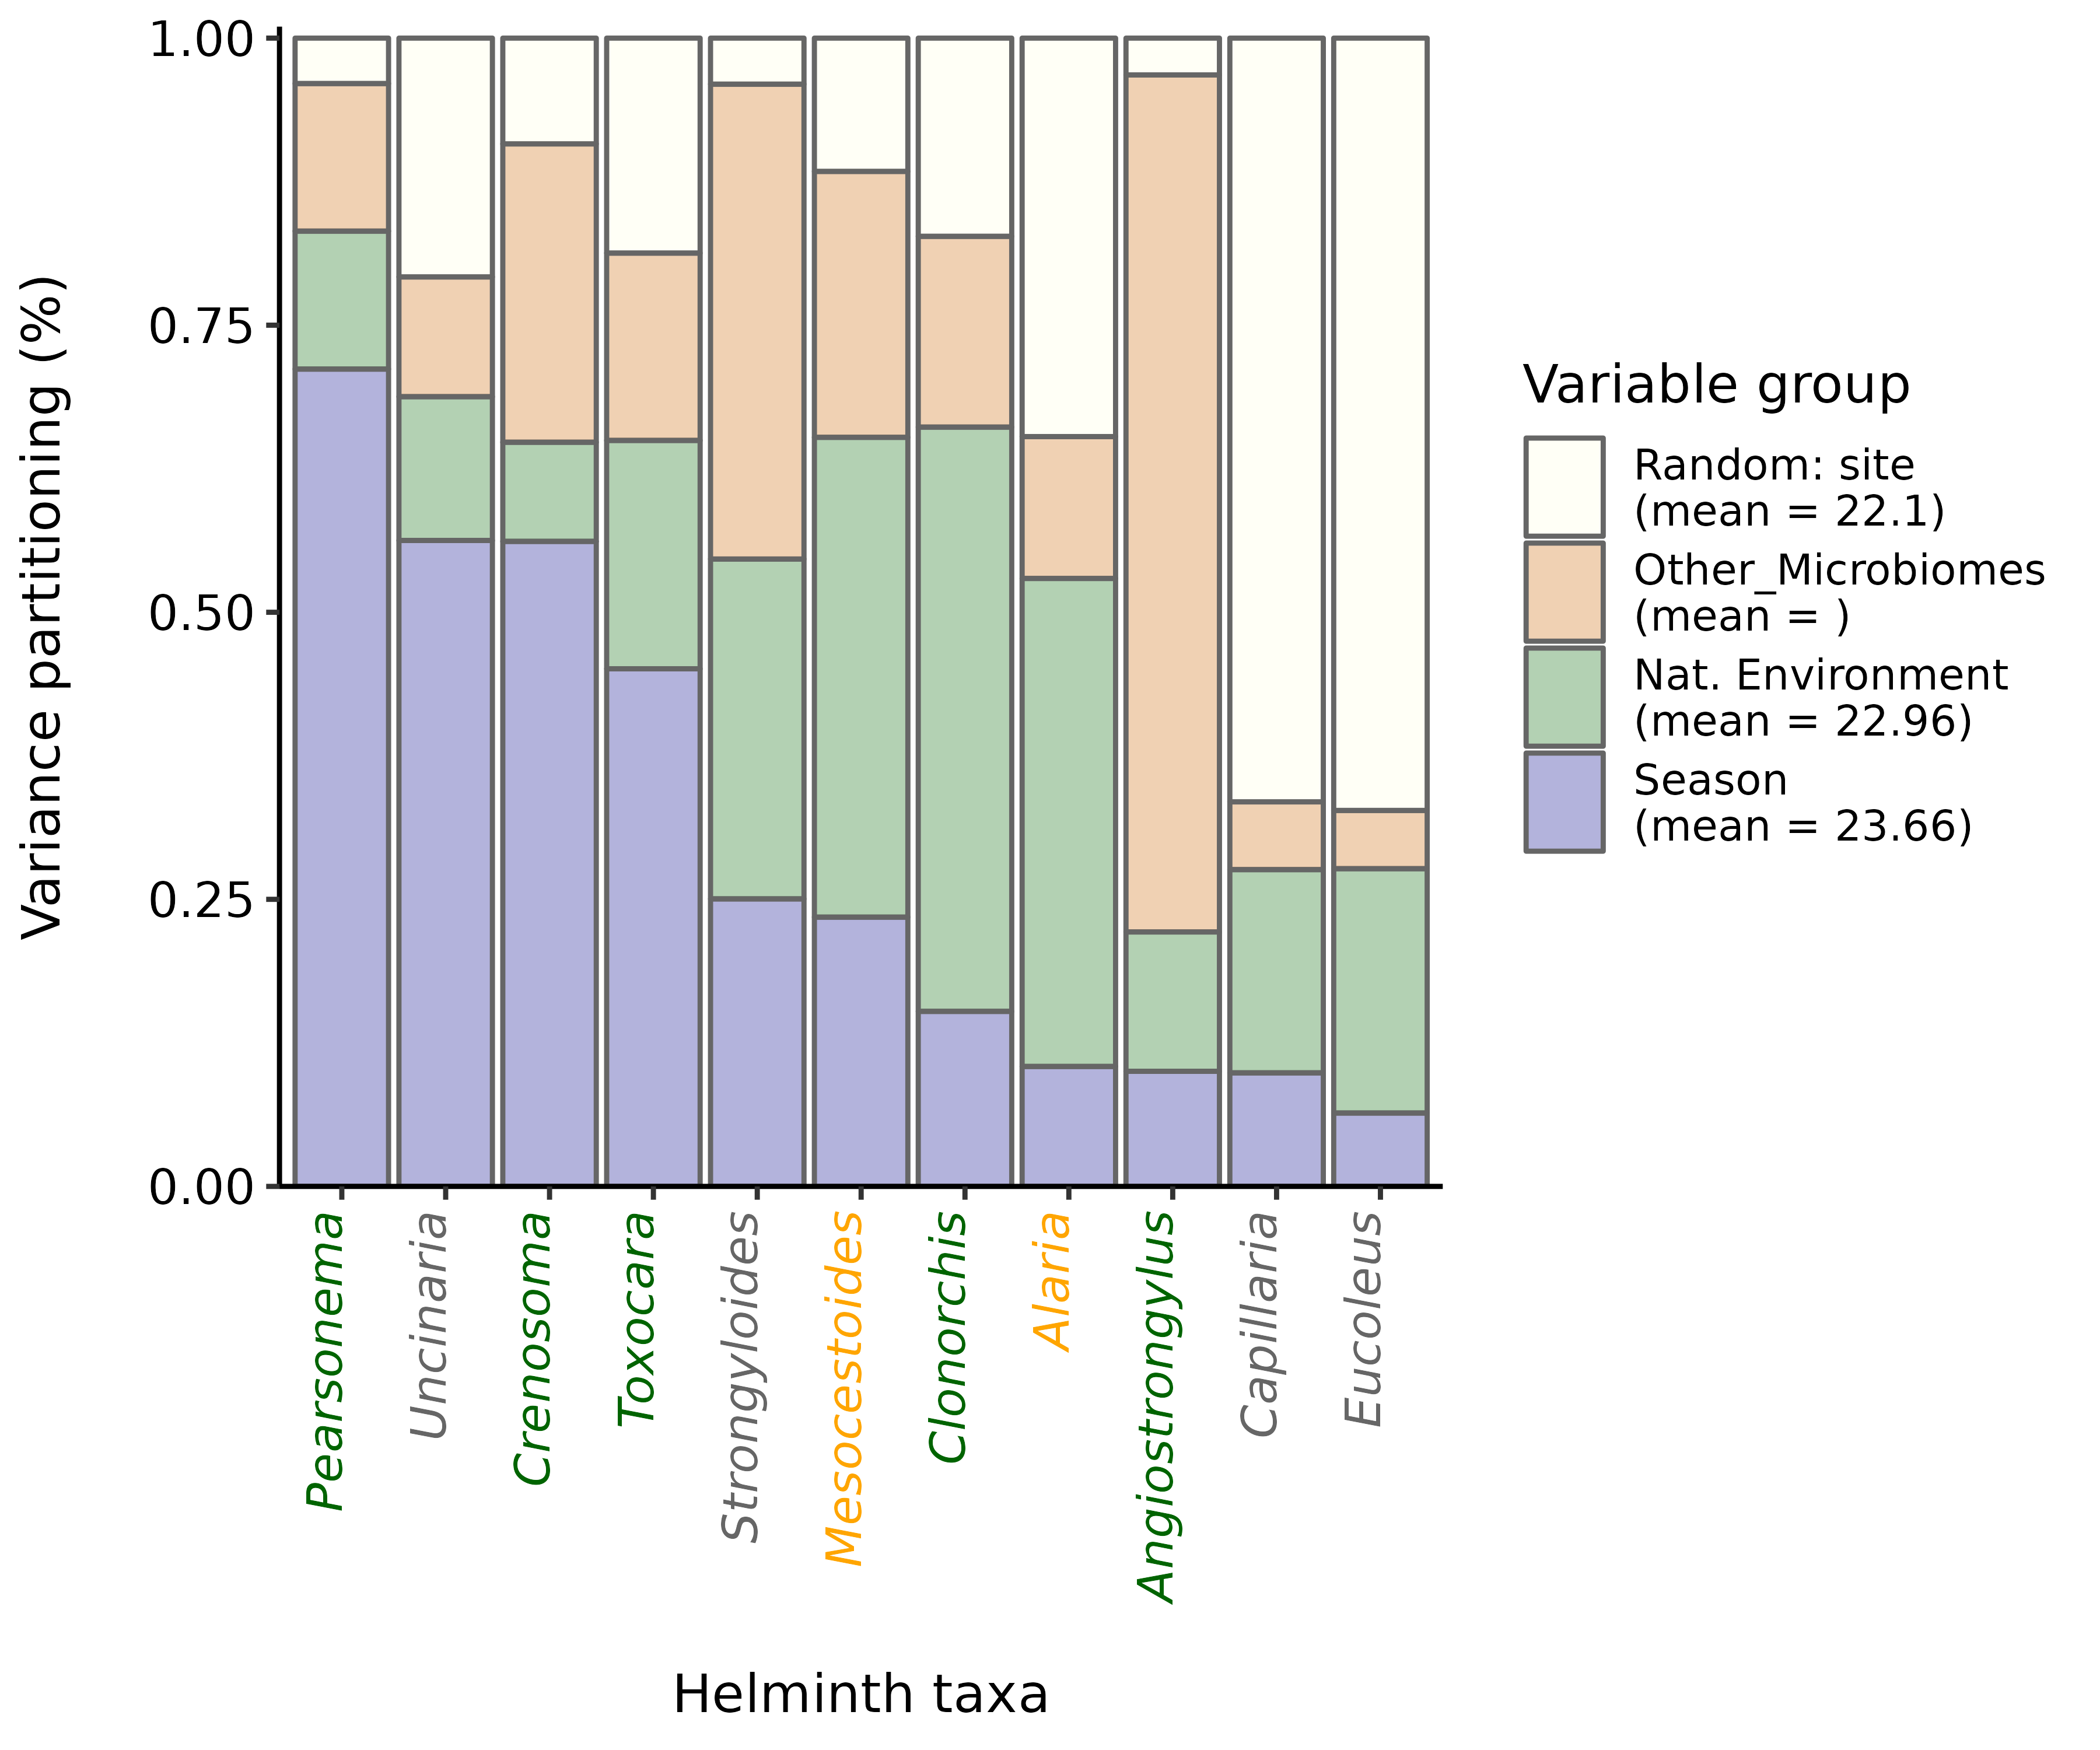 Variance partitioning (%)
1.00
0.75
0.50
0.25
0.00
Pearsonema
Uncinaria
Crenosoma
Toxocara
Strongyloides
Mesocestoides
Clonorchis
Alaria
Angiostrongylus
Capillaria
Eucoleus
Helminth taxa
Variable group
Random: site
(mean = 22.1)
Other_Microbiomes
(mean = )
Nat. Environment
(mean = 22.96)
Season
(mean = 23.66)